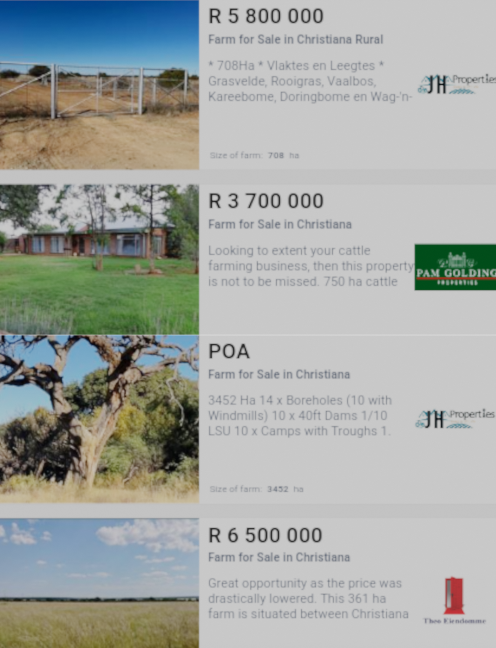 R 5 800 000
Farm for Sale in Christiana Rural
* 708Ha * Vlaktes en Leegtes *
Grasvelde, Rooigras, Vaalbos,
Kareebome, Doringbome en Wag-'n-
JH Properties
Size of farm: 708 ha
R 3 700 000
Farm for Sale in Christiana
Looking to extent your cattle
farming business, then this property
is not to be missed. 750 ha cattle
PAM GOLDING
PROPERTIES
POA
Farm for Sale in Christiana
3452 Ha 14 x Boreholes (10 with
Windmills) 10 x 40ft Dams 1/10
LSU 10 x Camps with Troughs 1.
JH Properties
Size of farm: 3452 ha
R 6 500 000
Farm for Sale in Christiana
Great opportunity as the price was
drastically lowered. This 361 ha
farm is situated between Christiana
Theo Eiendomme